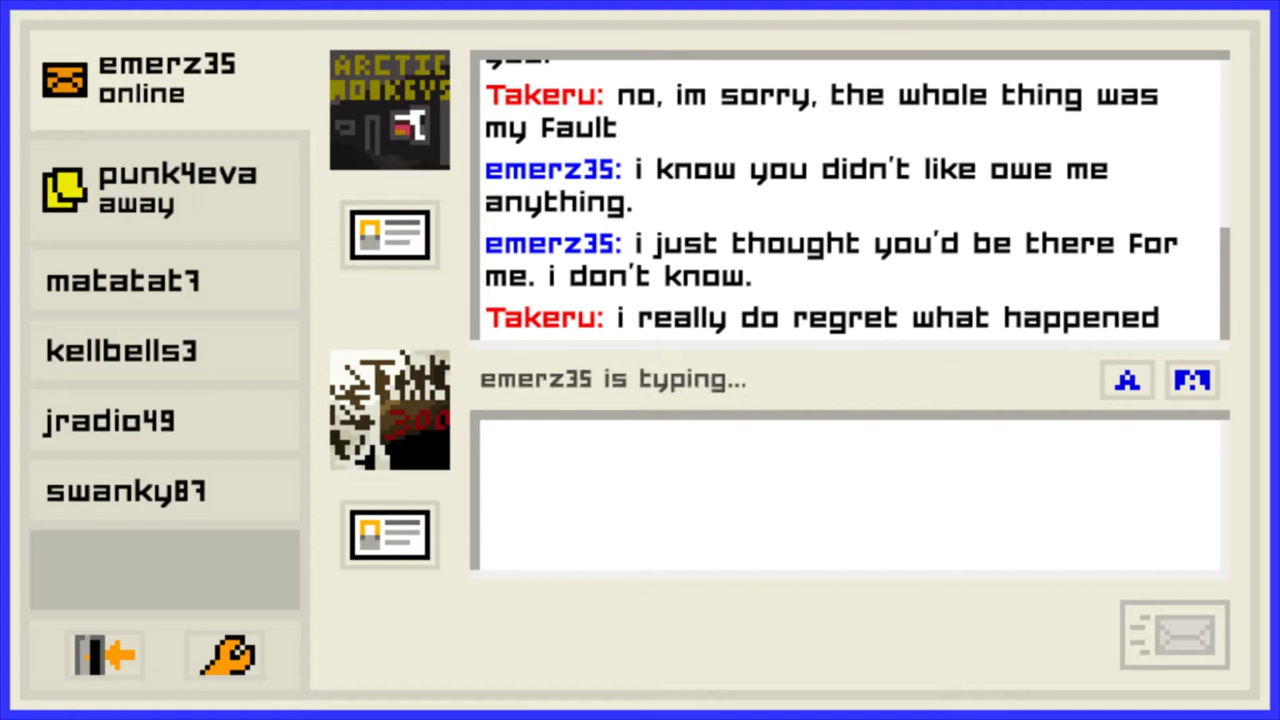 emerz35
online
punk4eva
away
matatat7
kellbells3
jradio49
swanky87
ARCTIC
MONKEYS
Takeru: no, im sorry, the whole thing was
my Fault
emerz35: i know you didn't like owe me
anything.
emerz35: i just thought you'd be there For
me. i don't know.
Takeru: i really do regret what happened
emerz35 is typing...
A